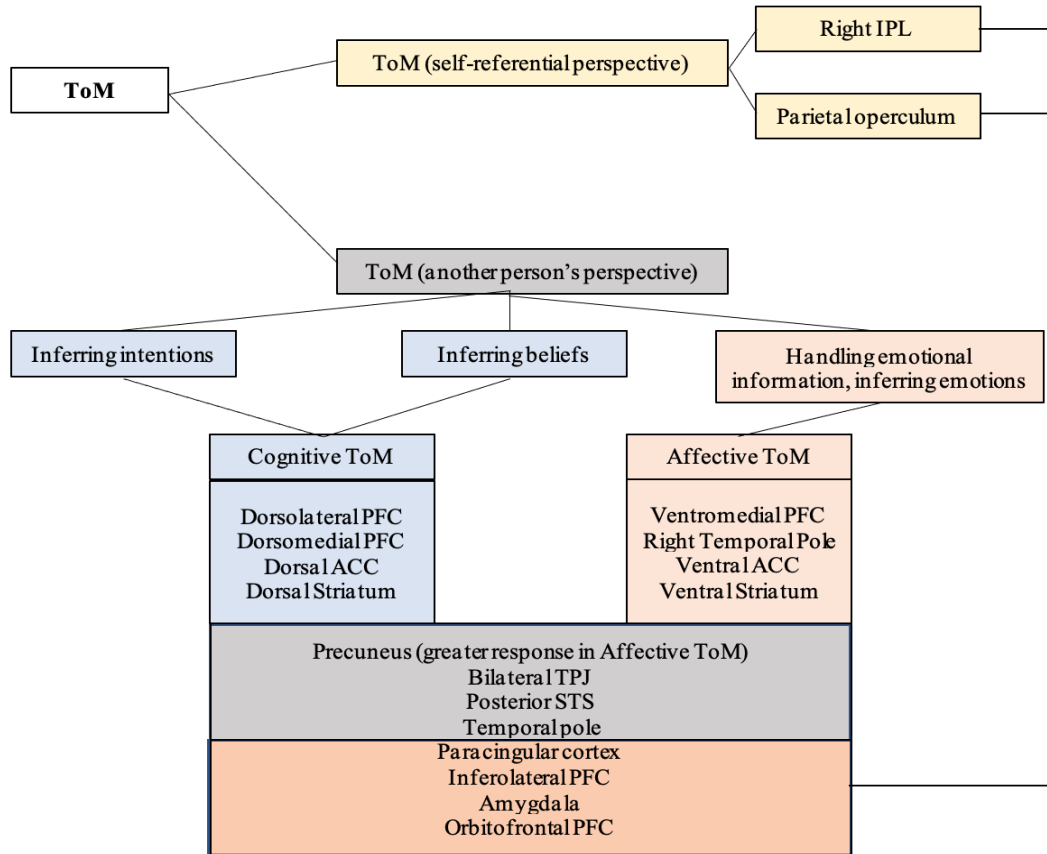 Right IPL
ToM (self-referential perspective)
ToM
Parietal operculum
ToM (another person's perspective)
Inferring intentions
Inferring beliefs
Handling emotional
information, inferring emotions
Cognitive ToM
Dorsolateral PFC
Dorsomedial PFC
Dorsal ACC
Dorsal Striatum
Affective ToM
Ventromedial PFC
Right Temporal Pole
Ventral ACC
Ventral Striatum
Precuneus (greater response in Affective ToM)
Bilateral TPJ
Posterior STS
Temporal pole
Paracingular cortex
Inferolateral PFC
Amygdala
Orbitofrontal PFC